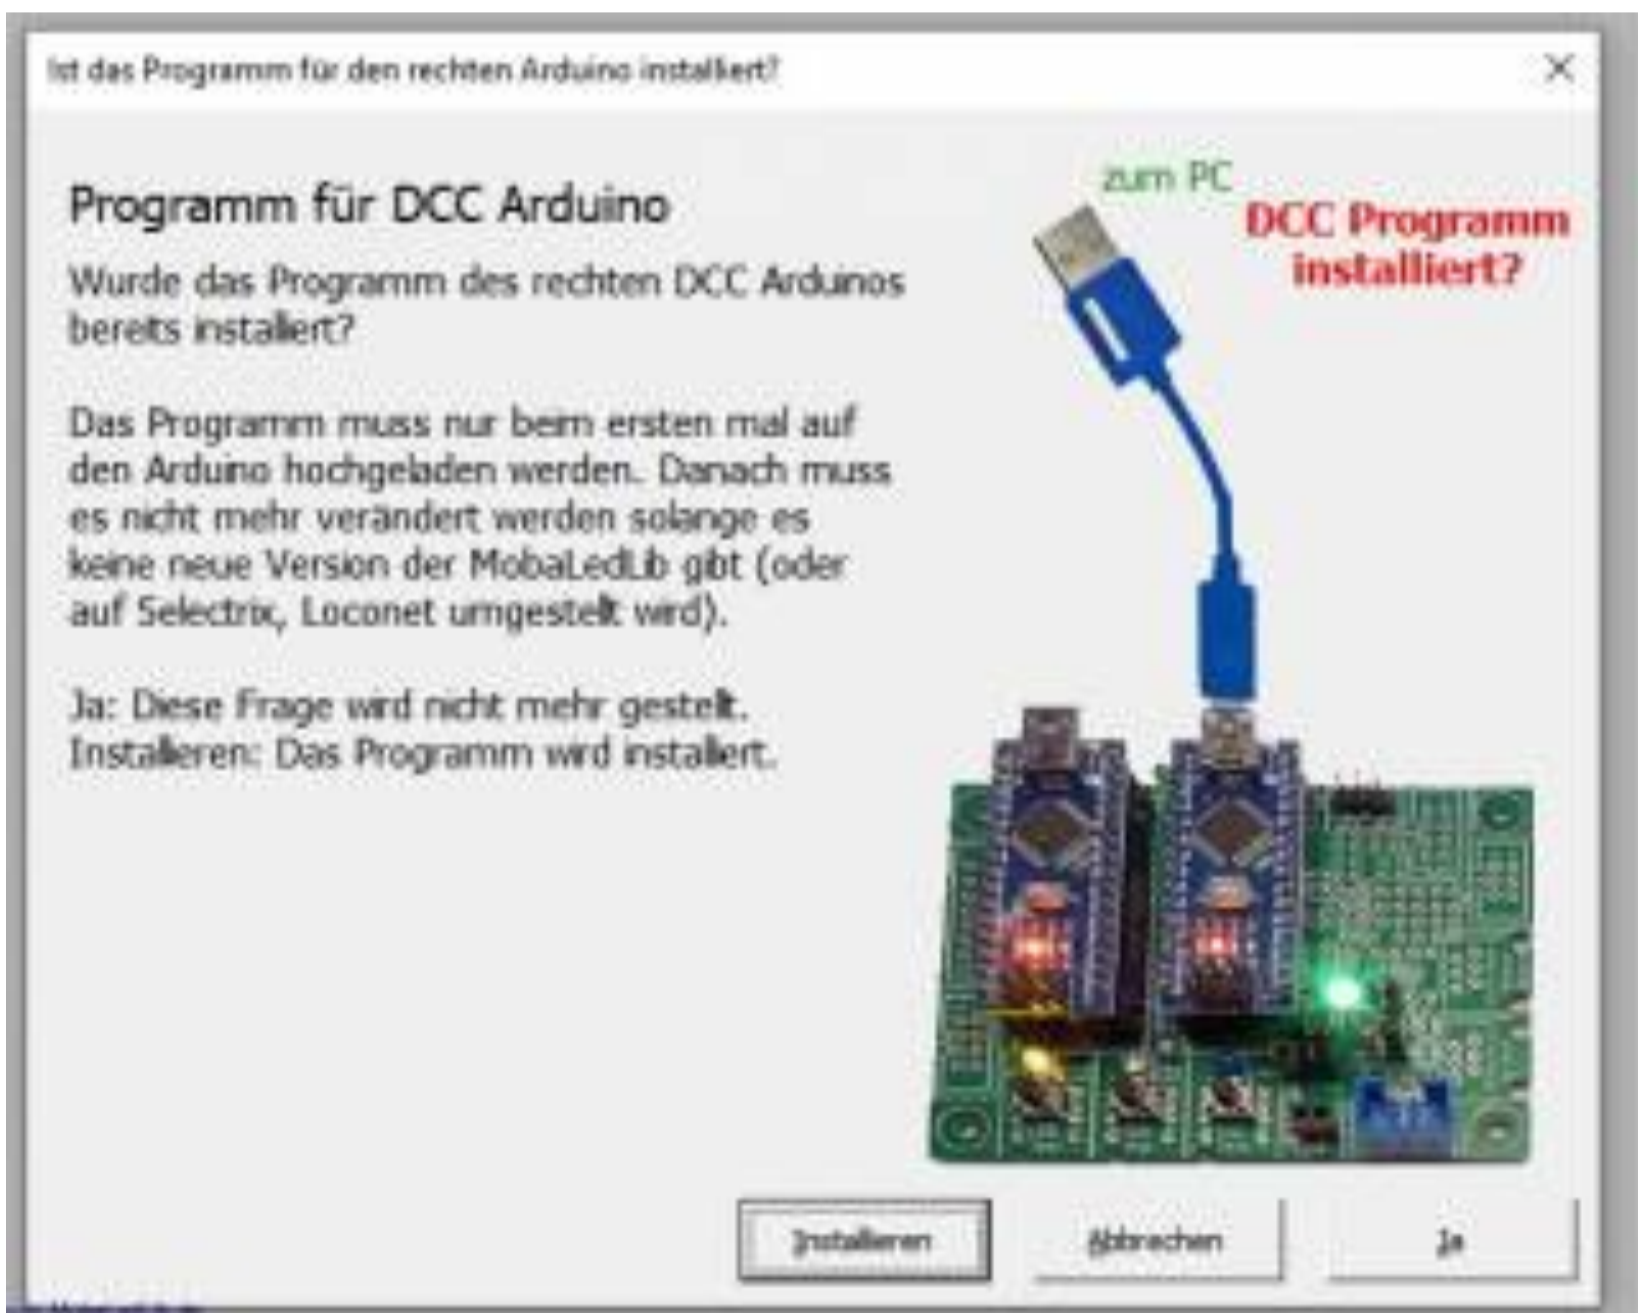 Ist das Programm für den rechten Arduino installiert?
zum PC
DCC Programm
installiert?
Programm für DCC Arduino
Wurde das Programm des rechten DCC Arduinos
bereits installiert?
Das Programm muss nur beim ersten mal auf
den Arduino hochgeladen werden. Danach muss
es nicht mehr verändert werden solange es
keine neue Version der MobaLedLib gibt (oder
auf Selectrix, Loconet umgestellt wird).
Ja: Diese Frage wird nicht mehr gestellt.
Installieren: Das Programm wird installiert.
Installieren
Abbrechen
Ja